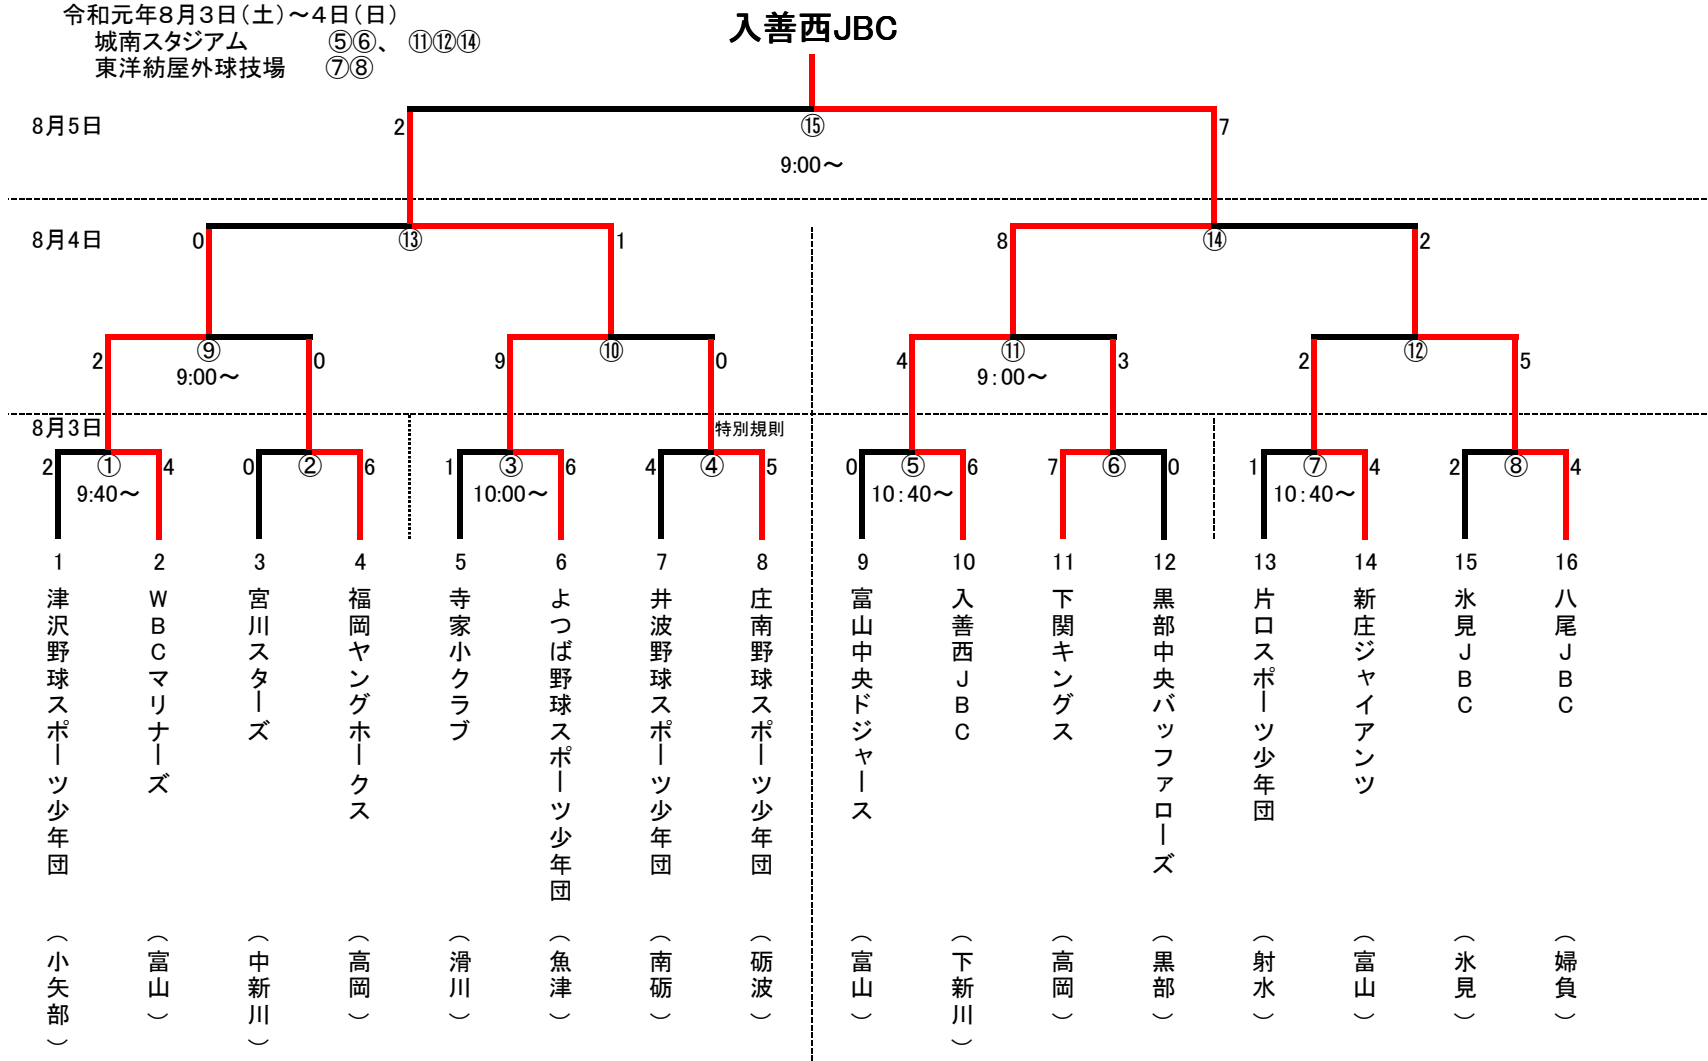 令和元年8月3日(土)～4日(日)
入善西JBC
城南スタジアム ⑤⑥、 ⑪⑫⑭
東洋紡屋外球技場 ⑦⑧
8月5日 2 ⑮ 7
9:00～
8月4日 0 ⑬ 1 8 ⑭ 2
2 ⑨ 0 9 ⑩ 0 4 ⑪ 3 2 ⑫ 5
9:00～ 9:00～
8月3日 特別規則
2 ① 4 0 ② 6 1 ③ 6 4 ④ 5 0 ⑤ 6 7 ⑥ 0 1 ⑦ 4 2 ⑧ 4
9:40～ 10:00～ 10:40～ 10:40～
1 2 3 4 5 6 7 8 9 10 11 12 13 14 15 16
津沢野球スポーツ少年団(小矢部)
WBCマリナーズ(富山)
宮川スターズ(中新川)
福岡ヤングホークス(高岡)
寺家小クラブ(滑川)
よつば野球スポーツ少年団(魚津)
井波野球スポーツ少年団(南砺)
庄南野球スポーツ少年団(砺波)
富山中央ドジャース(富山)
入善西JBC(下新川)
下関キングス(高岡)
黒部中央バッファローズ(黒部)
片口スポーツ少年団(射水)
新庄ジャイアンツ(富山)
氷見JBC(氷見)
八尾JBC(婦負)